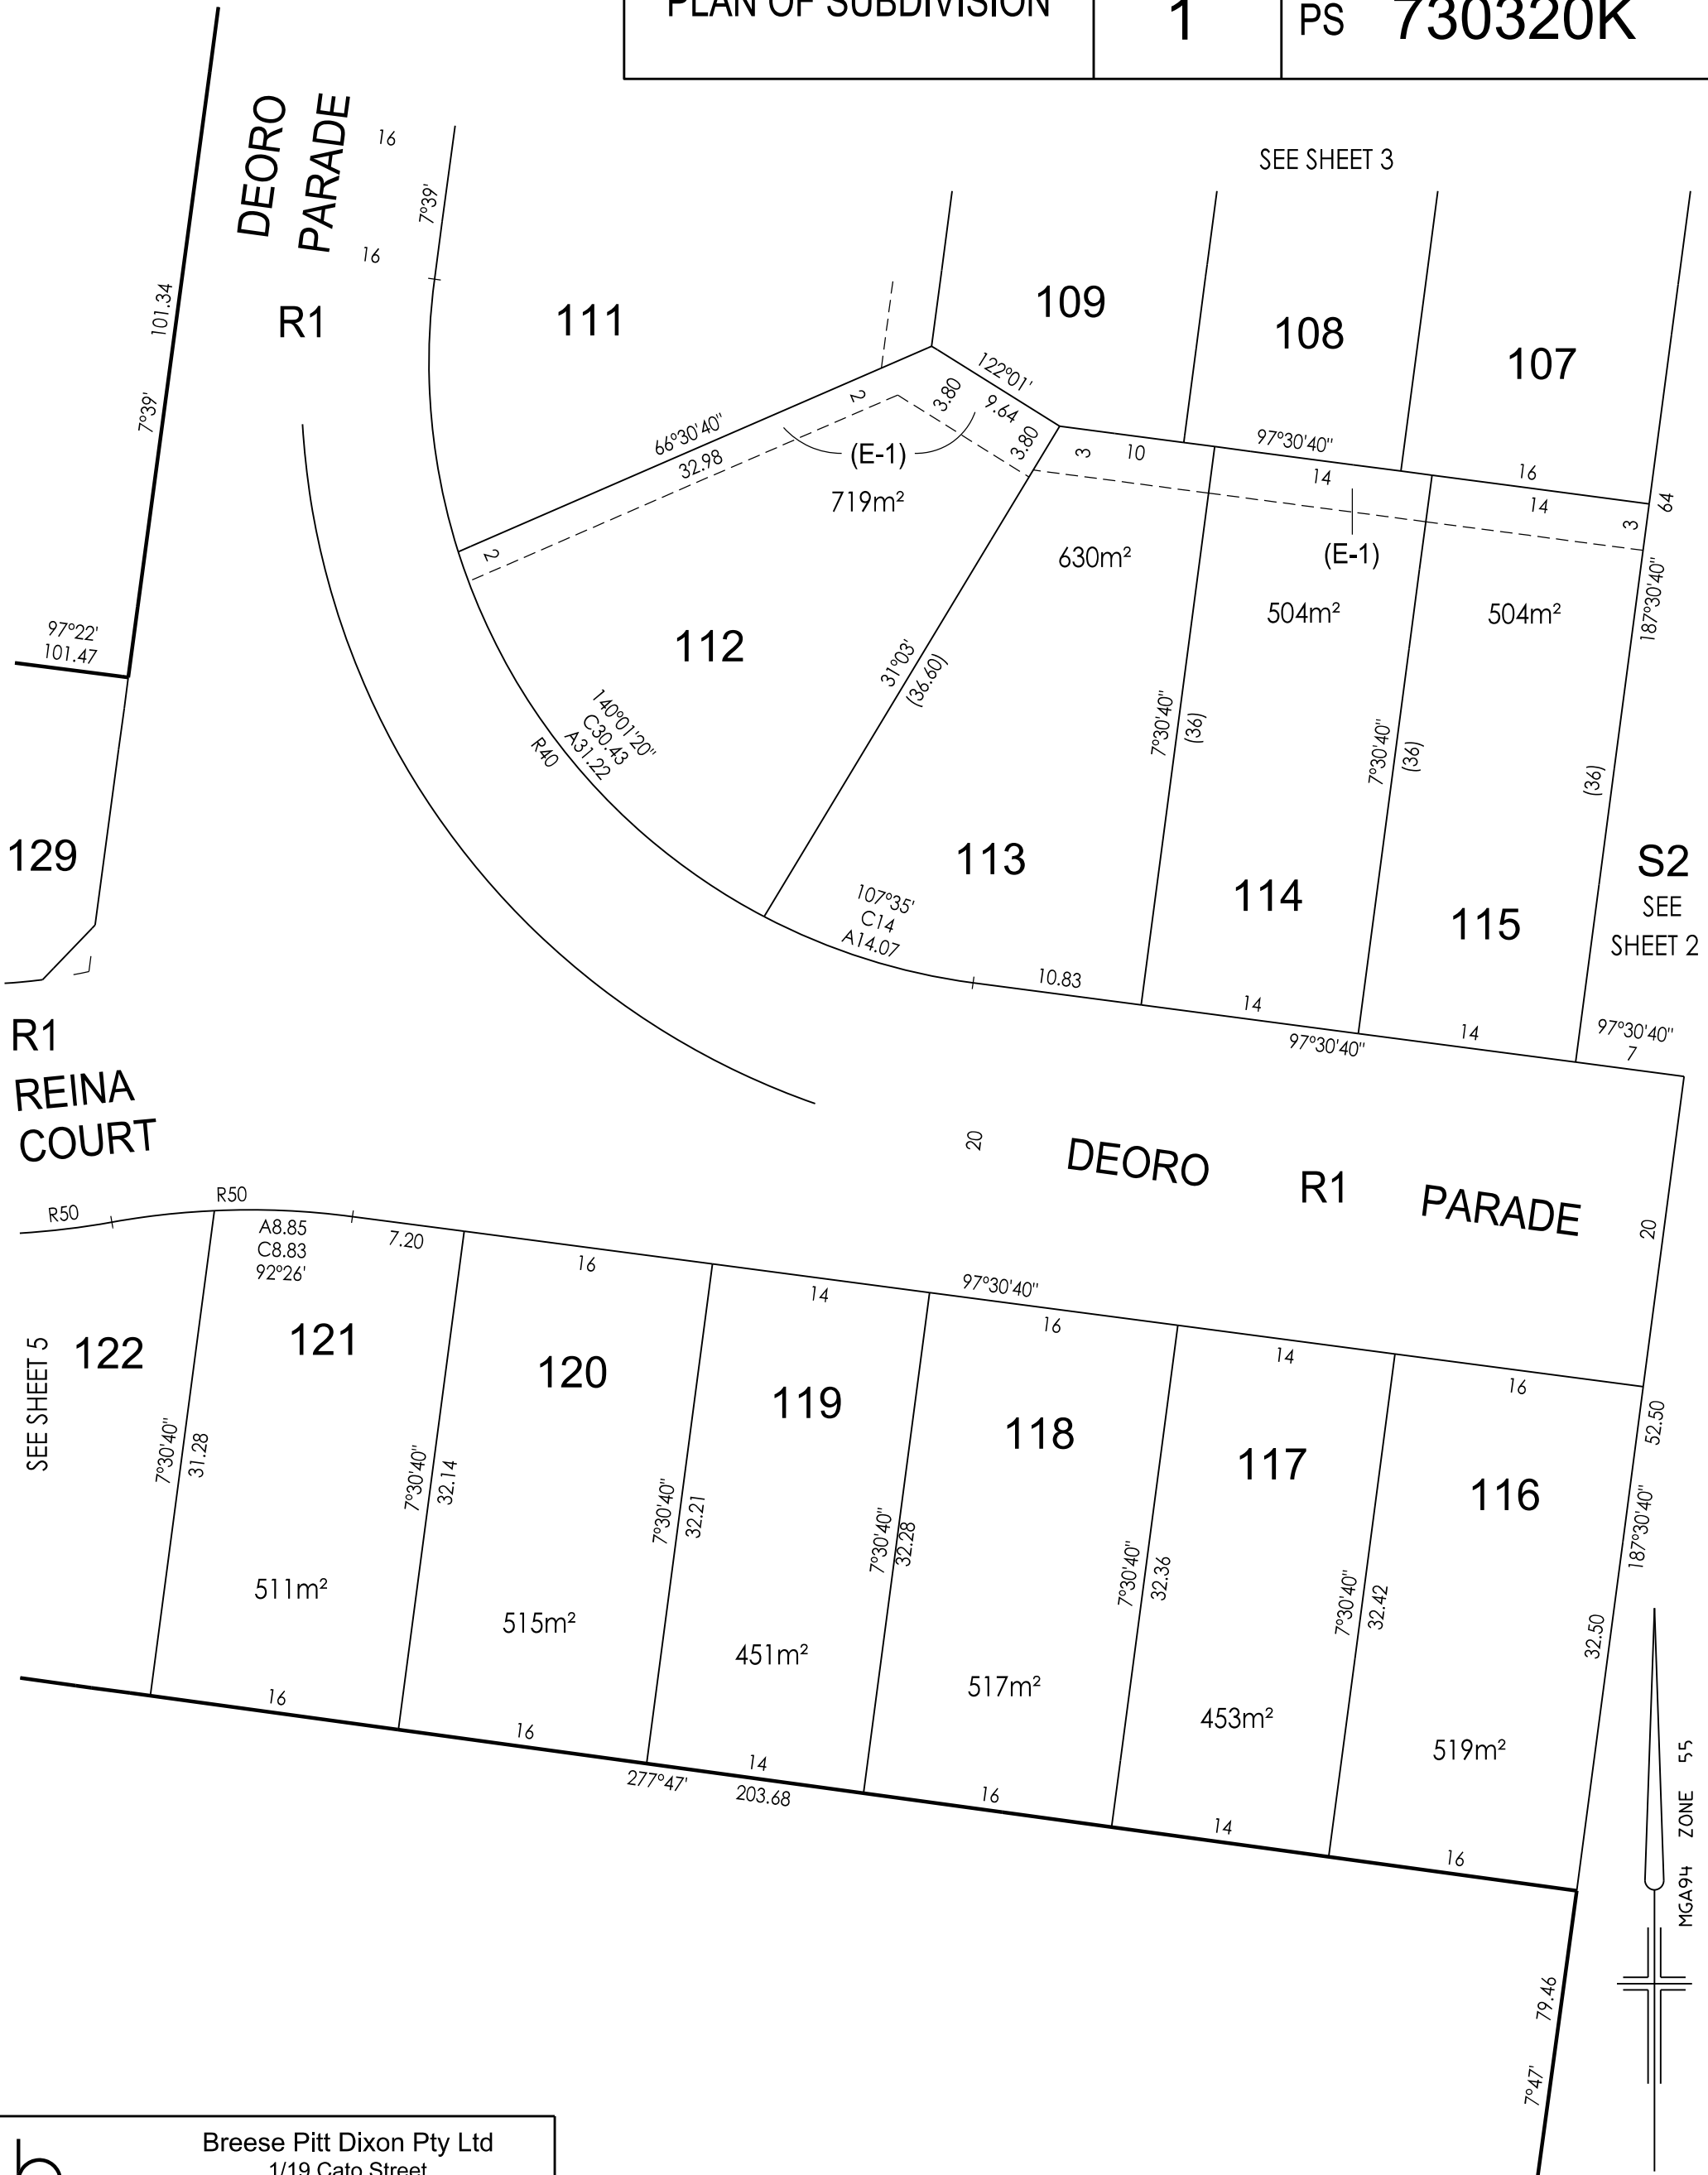 PLAN OF SUBDIVISION
1
PS 730320K
DEORO
PARADE
16
16
7°39'
R1
101.34
7°39'
SEE SHEET 3
111
109
108
107
122°01'
9.64
3.80
3.80
2
66°30'40"
32.98
(E-1)
719m²
2
3
10
97°30'40"
14
16
14
3
64
(E-1)
187°30'40"
630m²
504m²
504m²
97°22'
101.47
112
31°03'
(36.60)
7°30'40"
(36)
7°30'40"
(36)
(36)
140°01'20"
C30.43
A31.22
R40
129
113
114
115
S2
SEE
SHEET 2
107°35'
C14
A14.07
10.83
14
97°30'40"
14
97°30'40"
7
R1
REINA
COURT
20
DEORO
R1
PARADE
20
R50
R50
A8.85
C8.83
92°26'
7.20
16
14
97°30'40"
16
14
16
52.50
SEE SHEET 5
122
121
120
119
118
117
116
7°30'40"
31.28
7°30'40"
32.14
7°30'40"
32.21
7°30'40"
32.28
7°30'40"
32.36
7°30'40"
32.42
187°30'40"
32.50
511m²
515m²
451m²
517m²
453m²
519m²
16
16
14
16
14
16
277°47'
203.68
MGA94 ZONE 55
79.46
7°47'
b
Breese Pitt Dixon Pty Ltd
1/19 Cato Street